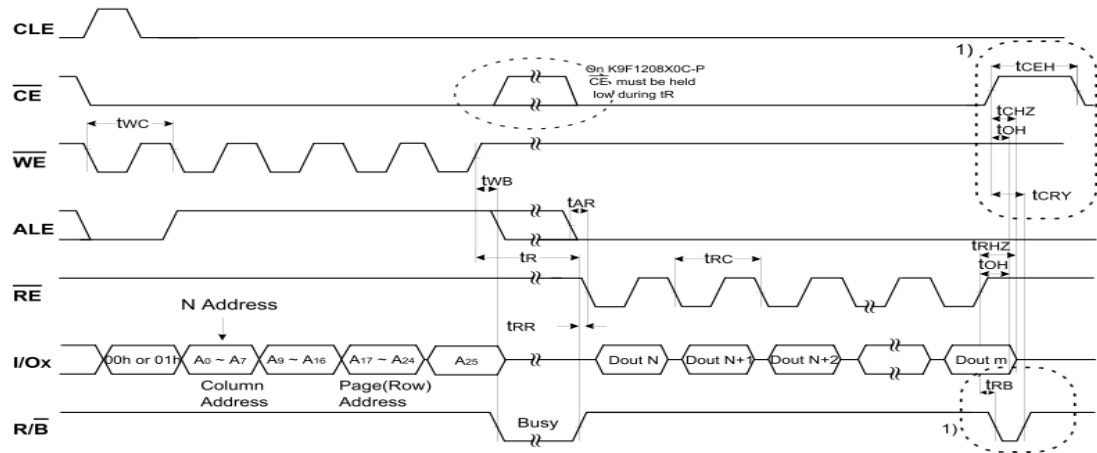 CLE
1)
tCEH
CE
On K9F1208X0C-P
CE must be held
low during tR
tCHZ
tWC
tOH
WE
tWB
tCRY
tAR
ALE
tRHZ
tR
tRC
tOH
RE
N Address
tRR
I/Ox
00h or 01h
A0 ~ A7
A9 ~ A16
A17 ~ A24
A25
Dout N
Dout N+1
Dout N+2
Dout m
Column
Address
Page(Row)
Address
tRB
Busy
R/B
1)